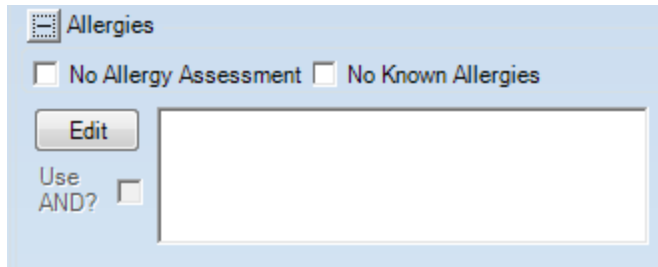 Allergies
No Allergy Assessment No Known Allergies
Edit
Use
AND?